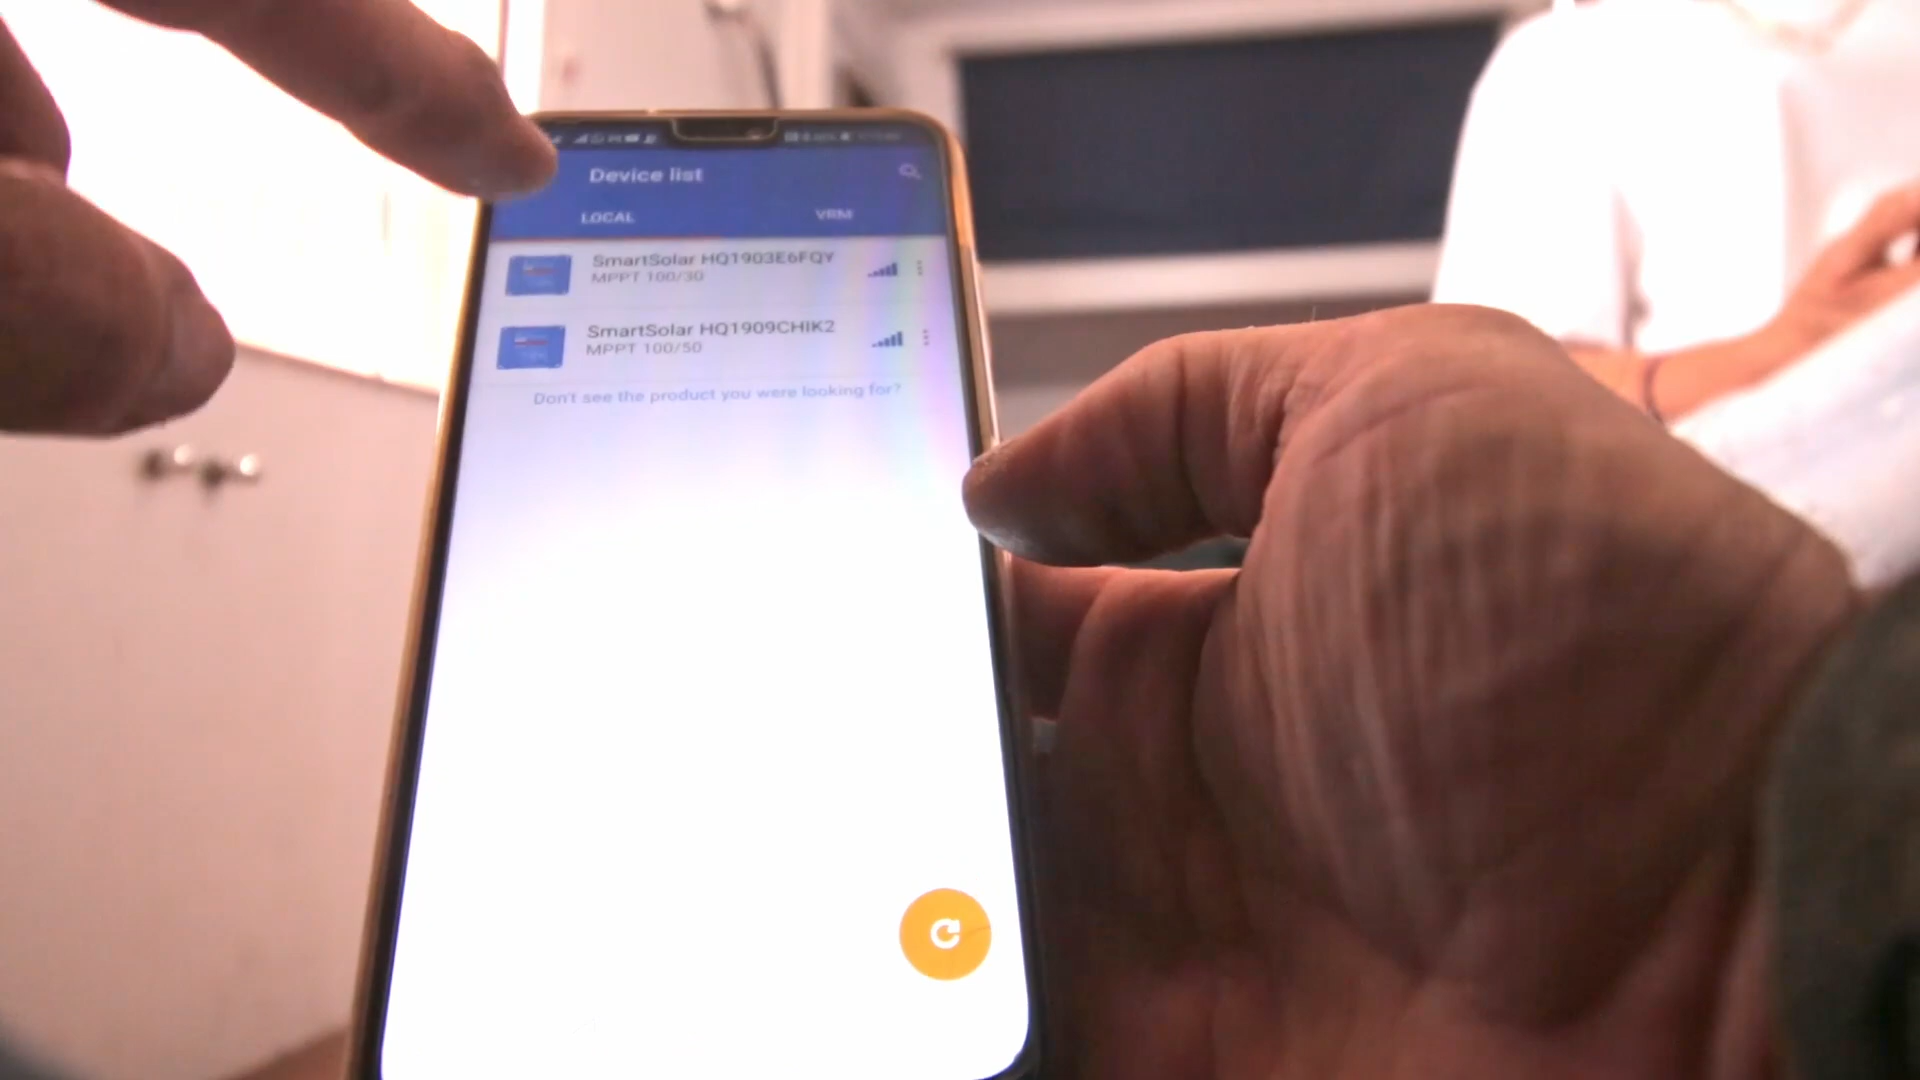 Device list
LOCAL
VRM
SmartSolar HQ1903E6FQY
MPPT 100/30
SmartSolar HQ1909CHIK2
MPPT 100/50
Don't see the product you were looking for?